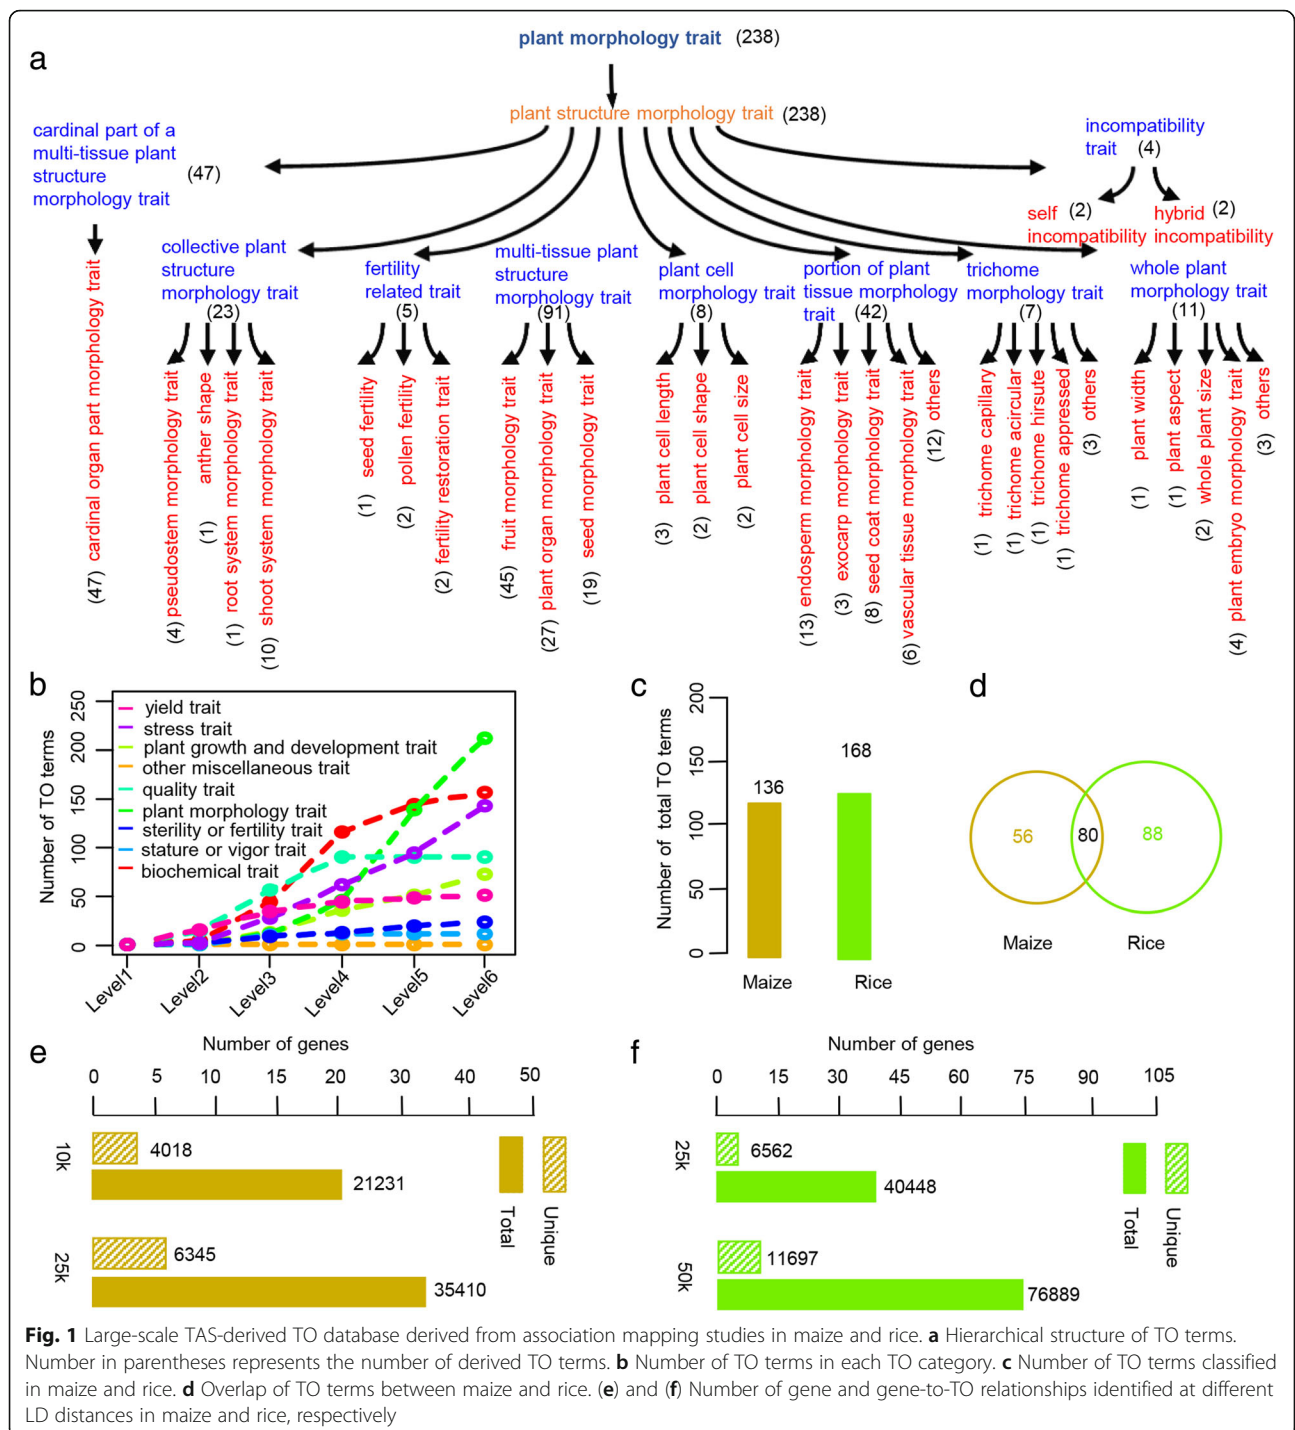 a
plant morphology trait (238)
plant structure morphology trait (238)
cardinal part of a
multi-tissue plant
structure
morphology trait
(47)
incompatibility
trait (4)
self (2)
incompatibility
hybrid (2)
incompatibility
collective plant
structure
morphology trait
(23)
fertility
related trait
(5)
multi-tissue plant
structure
morphology trait
(91)
plant cell
morphology trait
(8)
portion of plant
tissue morphology
trait (42)
trichome
morphology trait
(7)
whole plant
morphology trait
(11)
(47) cardinal organ part morphology trait
(4) pseudostem morphology trait
(1) anther shape
(1) root system morphology trait
(10) shoot system morphology trait
(1) seed fertility
(2) pollen fertility
(2) fertility restoration trait
(45) fruit morphology trait
(27) plant organ morphology trait
(19) seed morphology trait
(3) plant cell length
(2) plant cell shape
(2) plant cell size
(13) endosperm morphology trait
(3) exocarp morphology trait
(8) seed coat morphology trait
(6) vascular tissue morphology trait
(12) others
(1) trichome capillary
(1) trichome acircular
(1) trichome hirsute
(1) trichome appressed
(3) others
(1) plant width
(1) plant aspect
(2) whole plant size
(4) plant embryo morphology trait
(3) others
b
Number of TO terms
250
200
150
100
50
0
yield trait
stress trait
plant growth and development trait
other miscellaneous trait
quality trait
plant morphology trait
sterility or fertility trait
stature or vigor trait
biochemical trait
Level1 Level2 Level3 Level4 Level5 Level6
c
Number of total TO terms
200
150
100
50
0
136
168
Maize Rice
d
56 80 88
Maize Rice
e
Number of genes
0 5 10 15 20 30 40 50
10k
4018
21231
25k
6345
35410
Total
Unique
f
Number of genes
0 15 30 45 60 75 90 105
25k
6562
40448
50k
11697
76889
Total
Unique
Fig. 1 Large-scale TAS-derived TO database derived from association mapping studies in maize and rice. a Hierarchical structure of TO terms.
Number in parentheses represents the number of derived TO terms. b Number of TO terms in each TO category. c Number of TO terms classified
in maize and rice. d Overlap of TO terms between maize and rice. (e) and (f) Number of gene and gene-to-TO relationships identified at different
LD distances in maize and rice, respectively